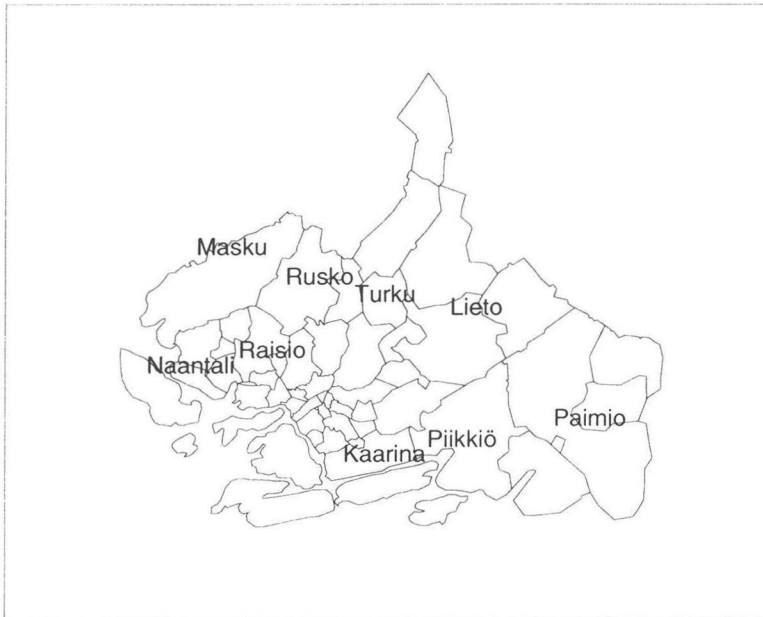 Masku
Rusko
Turku
Lieto
Naantali
Raisio
Paimio
Kaarina
Piikkiö